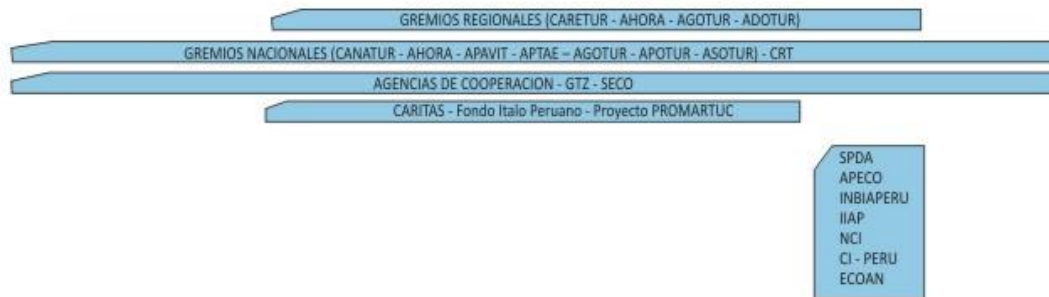 GREMIOS REGIONALES (CARETUR - AHORA - AGOTUR - ADOTUR)
GREMIOS NACIONALES (CANATUR - AHORA - APAVIT - APTAE – AGOTUR - APOTUR - ASOTUR) - CRT
AGENCIAS DE COOPERACION - GTZ - SECO
CARITAS - Fondo Italo Peruano - Proyecto PROMARTUC
SPDA
APECO
INBIAPERU
IIAP
NCI
CI - PERU
ECOAN